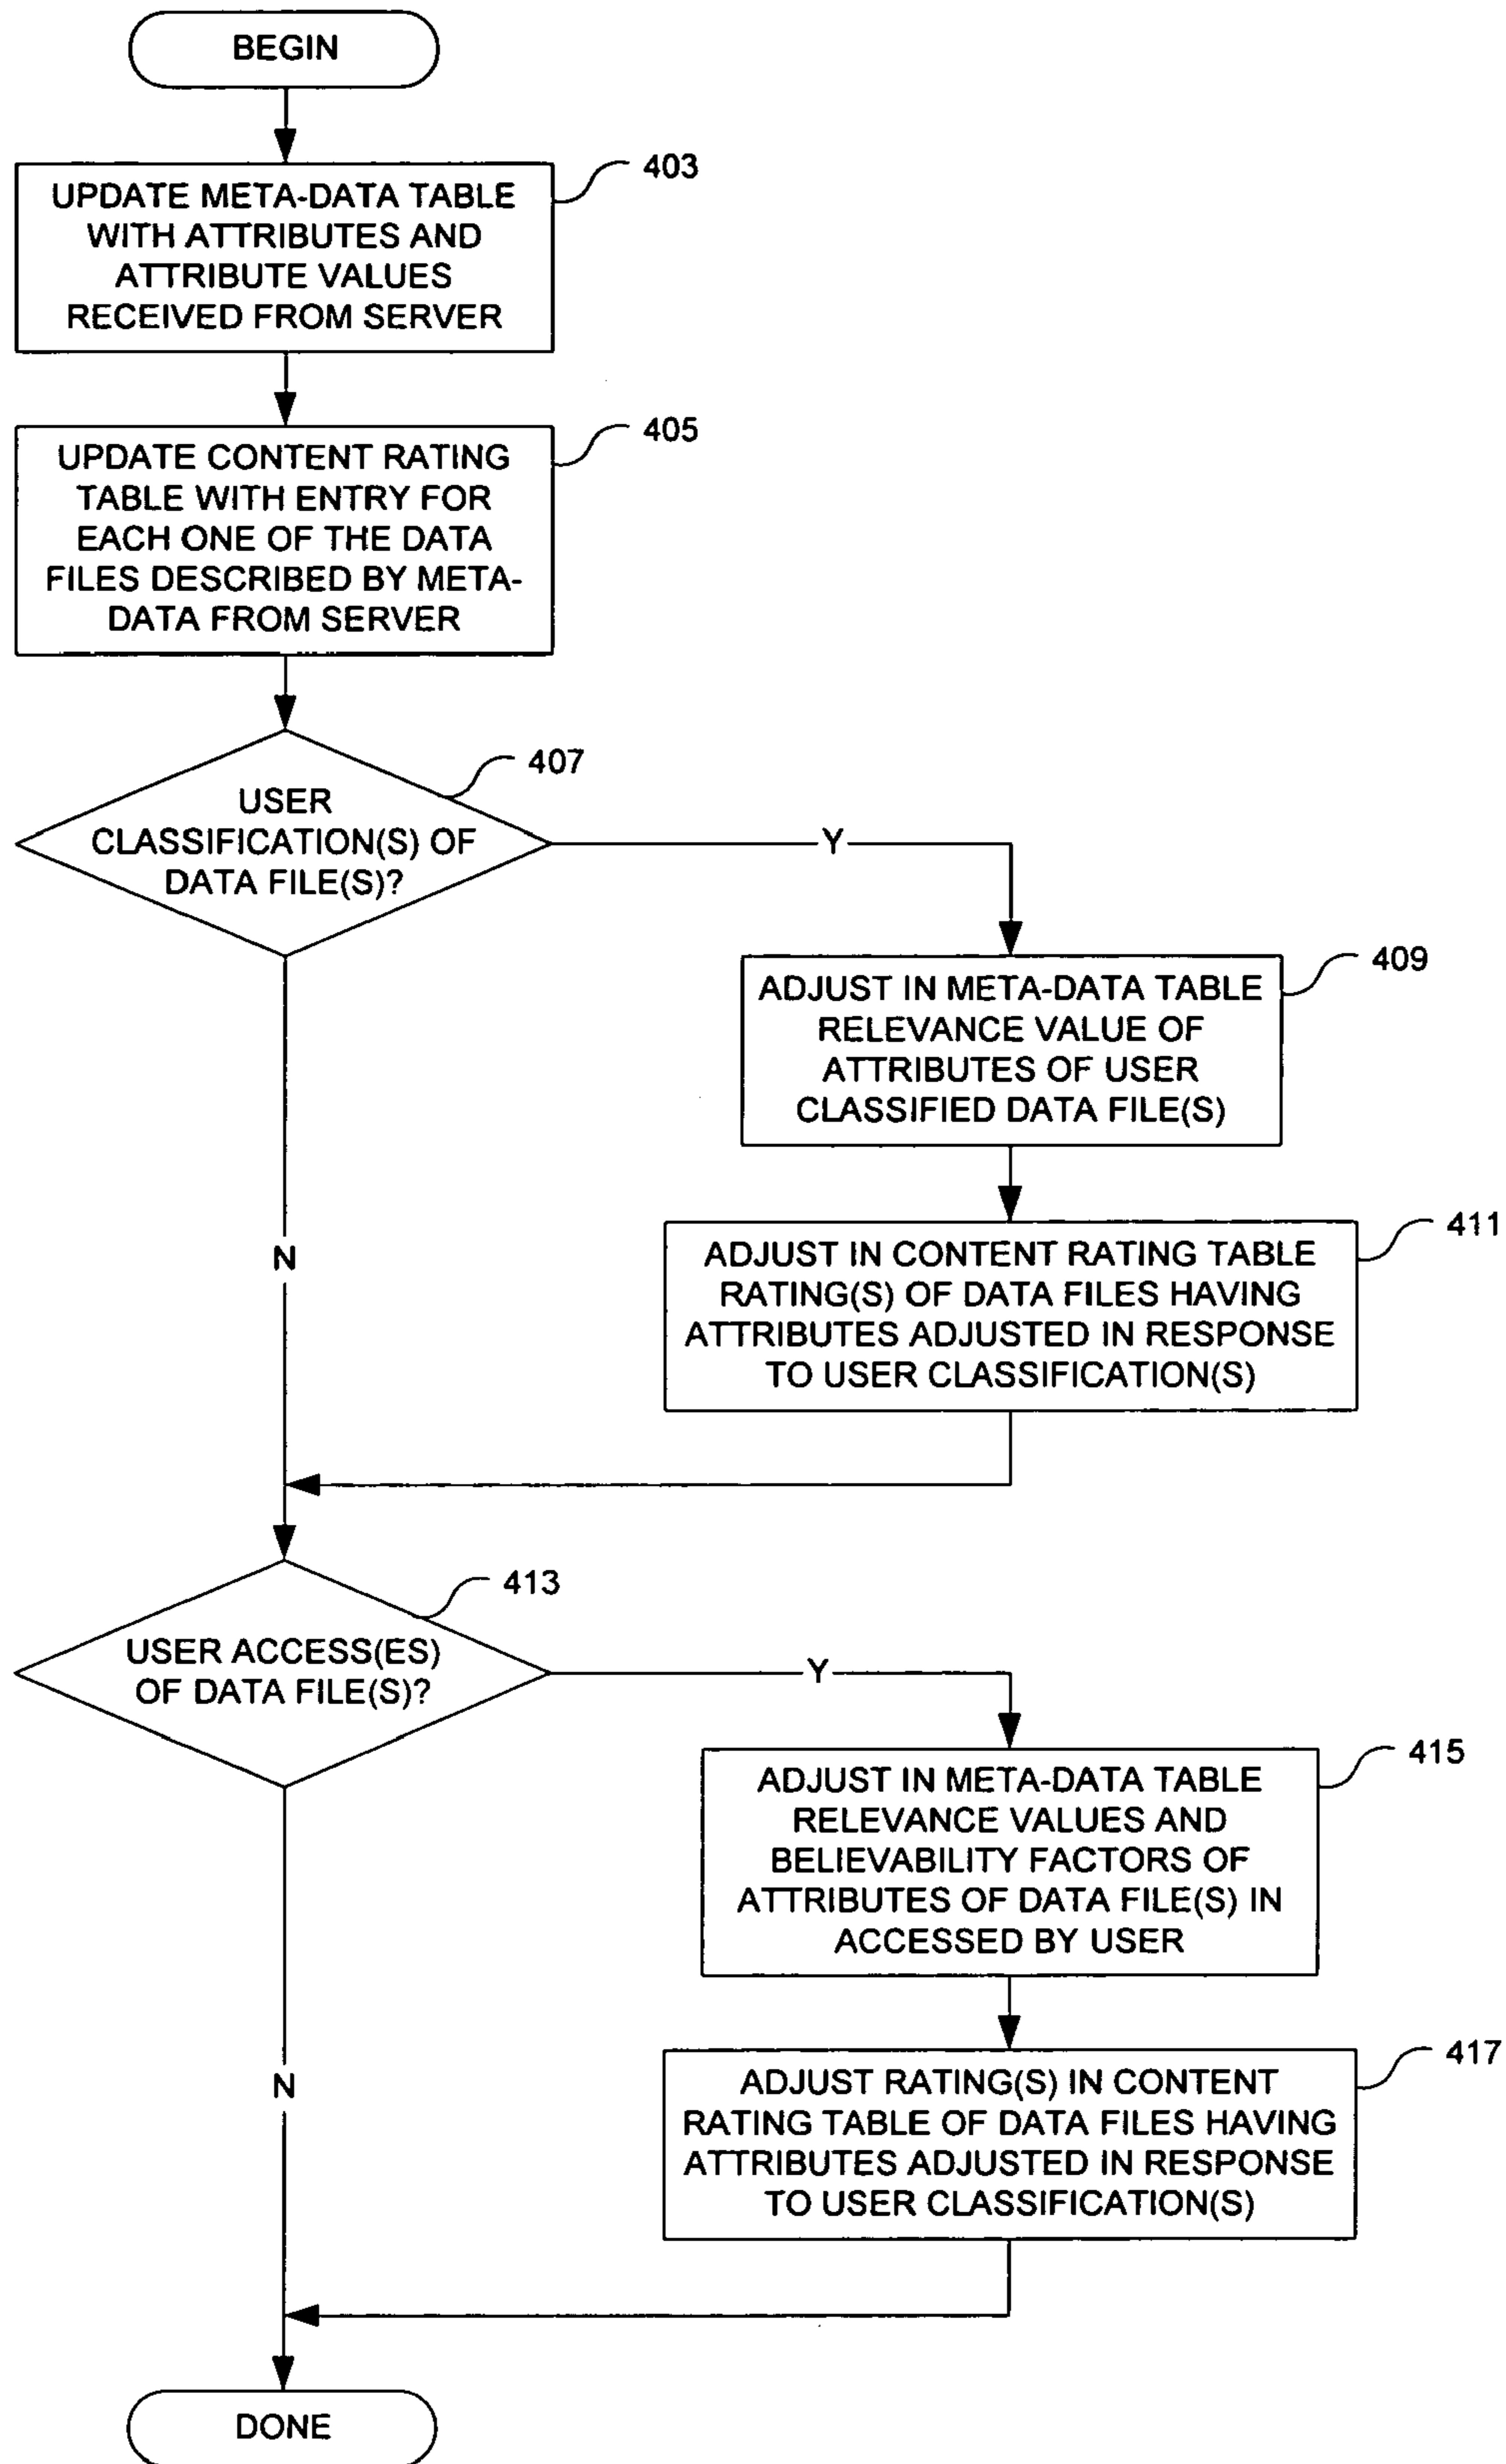 BEGIN
403
UPDATE META-DATA TABLE
WITH ATTRIBUTES AND
ATTRIBUTE VALUES
RECEIVED FROM SERVER
405
UPDATE CONTENT RATING
TABLE WITH ENTRY FOR
EACH ONE OF THE DATA
FILES DESCRIBED BY META-
DATA FROM SERVER
407
USER
CLASSIFICATION(S) OF
DATA FILE(S)?
Y
409
ADJUST IN META-DATA TABLE
RELEVANCE VALUE OF
ATTRIBUTES OF USER
CLASSIFIED DATA FILE(S)
411
ADJUST IN CONTENT RATING TABLE
RATING(S) OF DATA FILES HAVING
ATTRIBUTES ADJUSTED IN RESPONSE
TO USER CLASSIFICATION(S)
N
413
USER ACCESS(ES)
OF DATA FILE(S)?
Y
415
ADJUST IN META-DATA TABLE
RELEVANCE VALUES AND
BELIEVABILITY FACTORS OF
ATTRIBUTES OF DATA FILE(S) IN
ACCESSED BY USER
417
ADJUST RATING(S) IN CONTENT
RATING TABLE OF DATA FILES HAVING
ATTRIBUTES ADJUSTED IN RESPONSE
TO USER CLASSIFICATION(S)
N
DONE